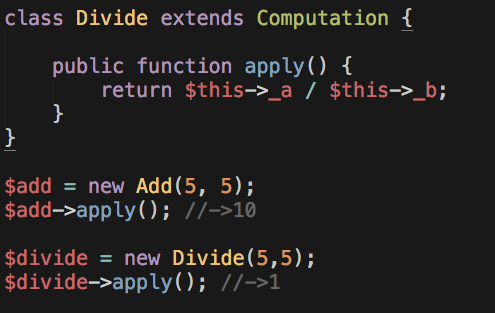 class Divide extends Computation {
public function apply() {
return $this->_a / $this->_b;
}
}
$add = new Add(5, 5);
$add->apply(); //->10
$divide = new Divide(5,5);
$divide->apply(); //->1